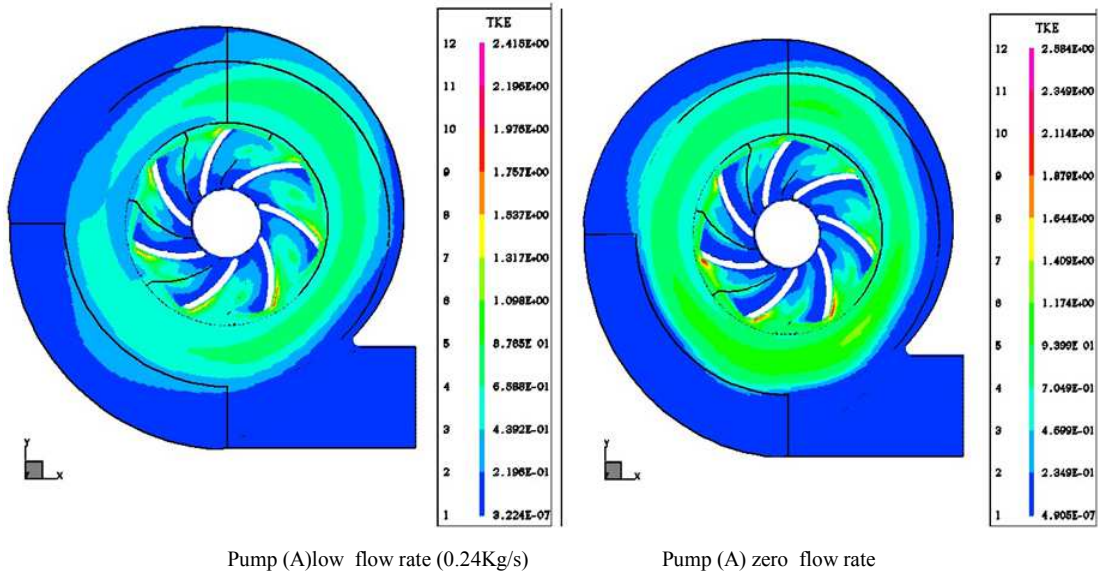 TKE
12 2.415E+00
11 2.196E+00
10 1.976E+00
9 1.757E+00
8 1.537E+00
7 1.317E+00
6 1.098E+00
5 8.785E 01
4 6.588E-01
3 4.392E-01
2 2.196E-01
1 3.224E-07
y
x
TKE
12 2.584E+00
11 2.349E+00
10 2.114E+00
9 1.879E+00
8 1.644E+00
7 1.409E+00
6 1.174E+00
5 9.399E 01
4 7.049E-01
3 4.699E-01
2 2.349E-01
1 4.905E-07
y
x
Pump (A)low flow rate (0.24Kg/s)
Pump (A) zero flow rate